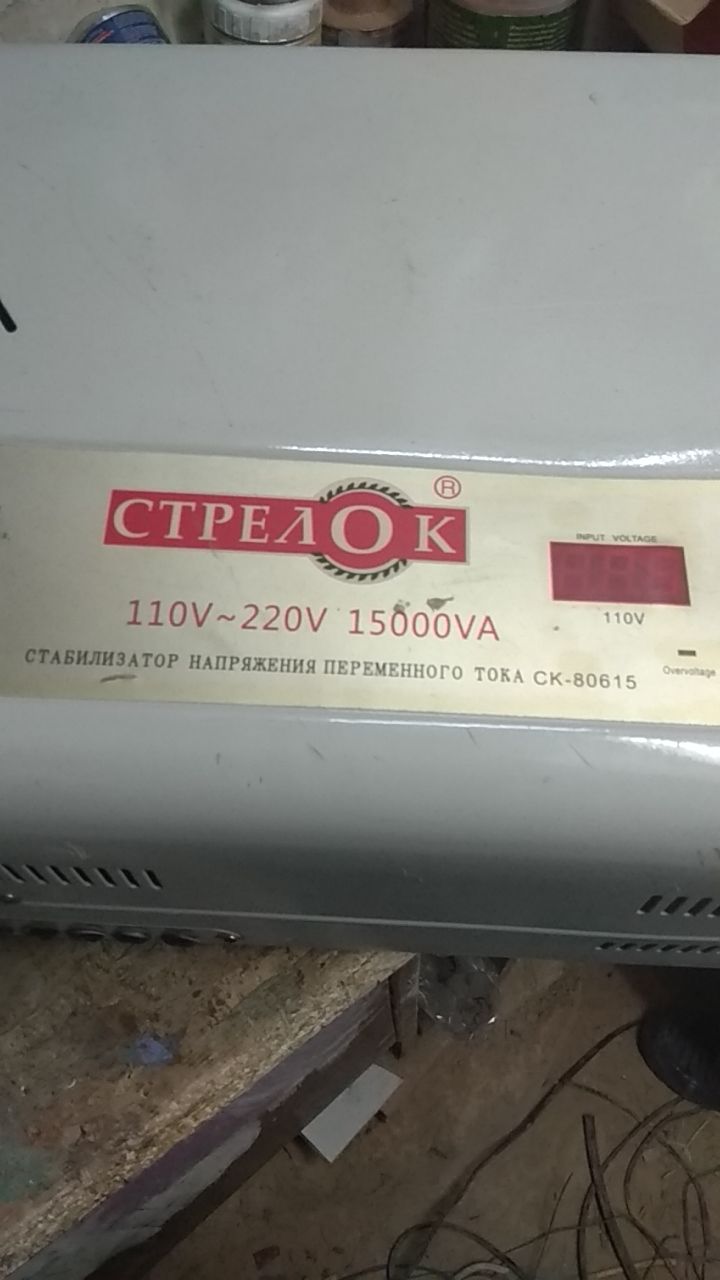 СТРЕЛОК ®
INPUT VOLTAGE
110V~220V 15000VA
110V
СТАБИЛИЗАТОР НАПРЯЖЕНИЯ ПЕРЕМЕННОГО ТОКА СК-80615
Overvoltage